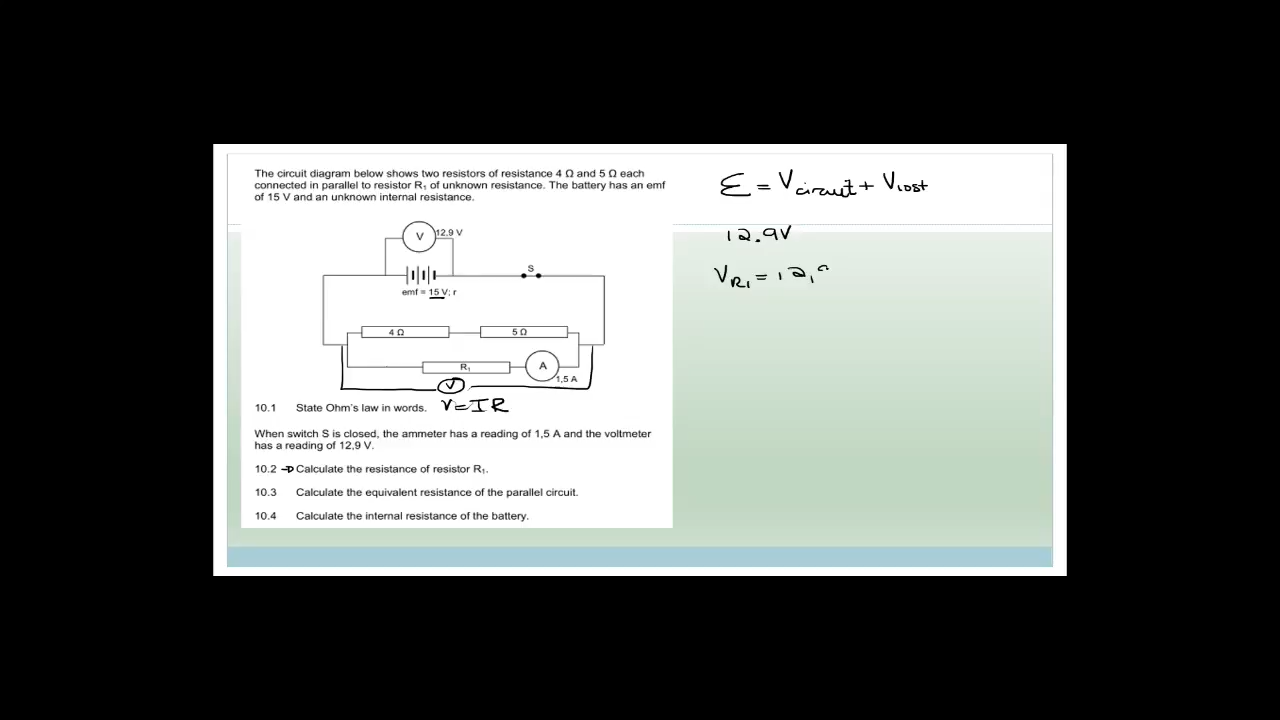 The circuit diagram below shows two resistors of resistance 4 Ω and 5 Ω each
connected in parallel to resistor R₁ of unknown resistance. The battery has an emf
of 15 V and an unknown internal resistance.
V 12,9 V
S
emf = 15 V; r
4 Ω 5 Ω
R₁ A
1,5 A
V
10.1 State Ohm's law in words. V = IR
When switch S is closed, the ammeter has a reading of 1,5 A and the voltmeter
has a reading of 12,9 V.
10.2 Calculate the resistance of resistor R₁.
10.3 Calculate the equivalent resistance of the parallel circuit.
10.4 Calculate the internal resistance of the battery.
Ɛ = Vcircuit + Vlost
12.9V
VR₁ = 12,